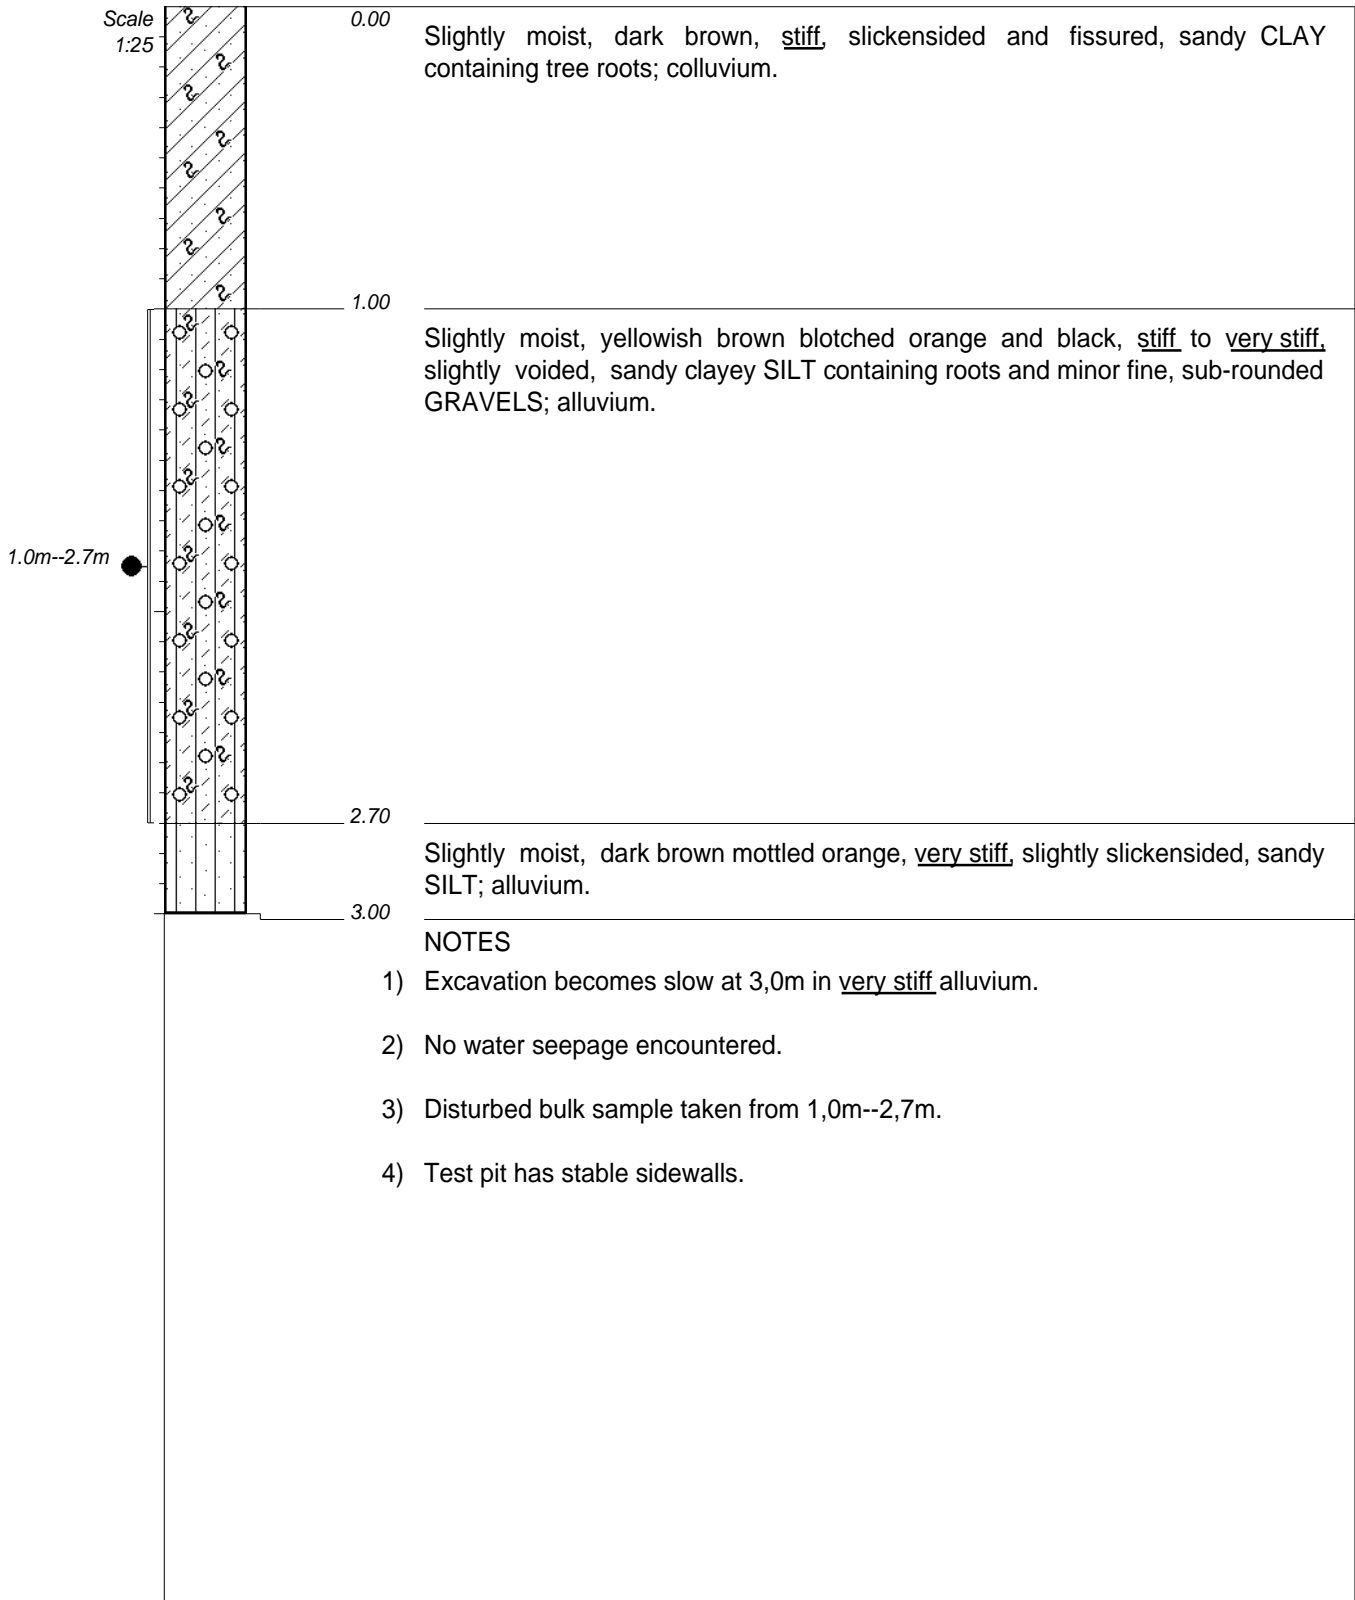 Scale
1:25
0.00
Slightly moist, dark brown, stiff, slickensided and fissured, sandy CLAY
containing tree roots; colluvium.
1.00
Slightly moist, yellowish brown blotched orange and black, stiff to very stiff,
slightly voided, sandy clayey SILT containing roots and minor fine, sub-rounded
GRAVELS; alluvium.
1.0m--2.7m
2.70
Slightly moist, dark brown mottled orange, very stiff, slightly slickensided, sandy
SILT; alluvium.
3.00
NOTES
1) Excavation becomes slow at 3,0m in very stiff alluvium.
2) No water seepage encountered.
3) Disturbed bulk sample taken from 1,0m--2,7m.
4) Test pit has stable sidewalls.